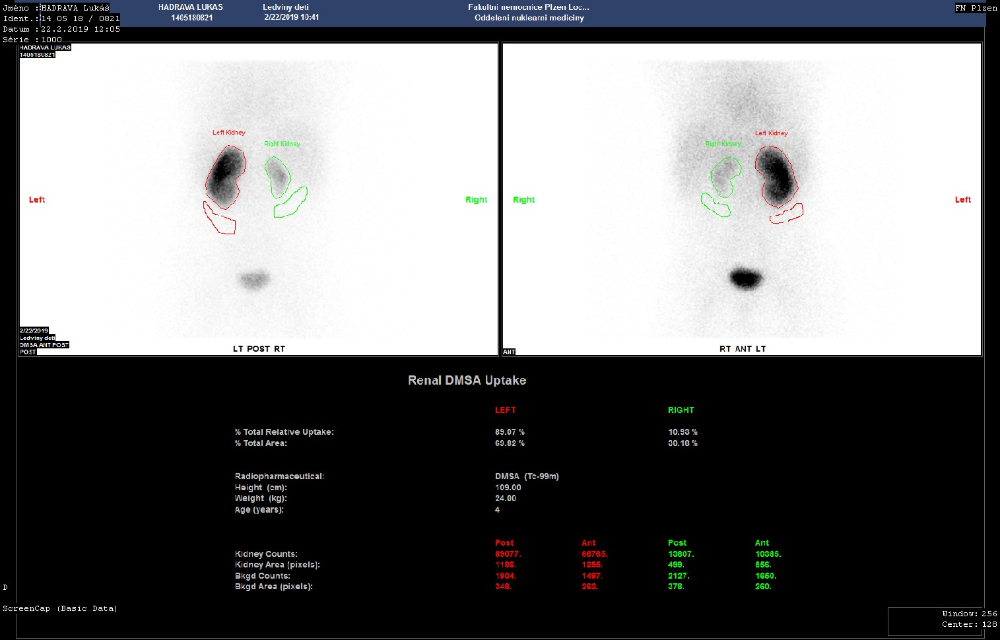 Jméno :HADRAVA Lukáš
Ident.:14 05 18 / 0821
Datum :22.2.2019 12:05
Série :1000
HADRAVA LUKAS
1405180821
Ledviny deti
2/22/2019 10:41
Fakultni nemocnice Plzen Loc...
Oddeleni nuklearni mediciny
FN Plzen
HADRAVA LUKAS
1405180821
Left Kidney
Right Kidney
Left
Right
2/22/2019
Ledviny deti
DMSA ANT POST
POST
LT POST RT
Right Kidney
Left Kidney
Right
Left
ANT
RT ANT LT
Renal DMSA Uptake
LEFT RIGHT
% Total Relative Uptake: 89.07 % 10.93 %
% Total Area: 69.82 % 30.18 %
Radiopharmaceutical: DMSA (Tc-99m)
Height (cm): 109.00
Weight (kg): 24.00
Age (years): 4
Post Ant Post Ant
Kidney Counts: 89077. 66765. 13607. 10385.
Kidney Area (pixels): 1186. 1255. 499. 556.
Bkgd Counts: 1904. 1497. 2127. 1650.
Bkgd Area (pixels): 348. 262. 378. 260.
D
ScreenCap (Basic Data)
Window: 256
Center: 128